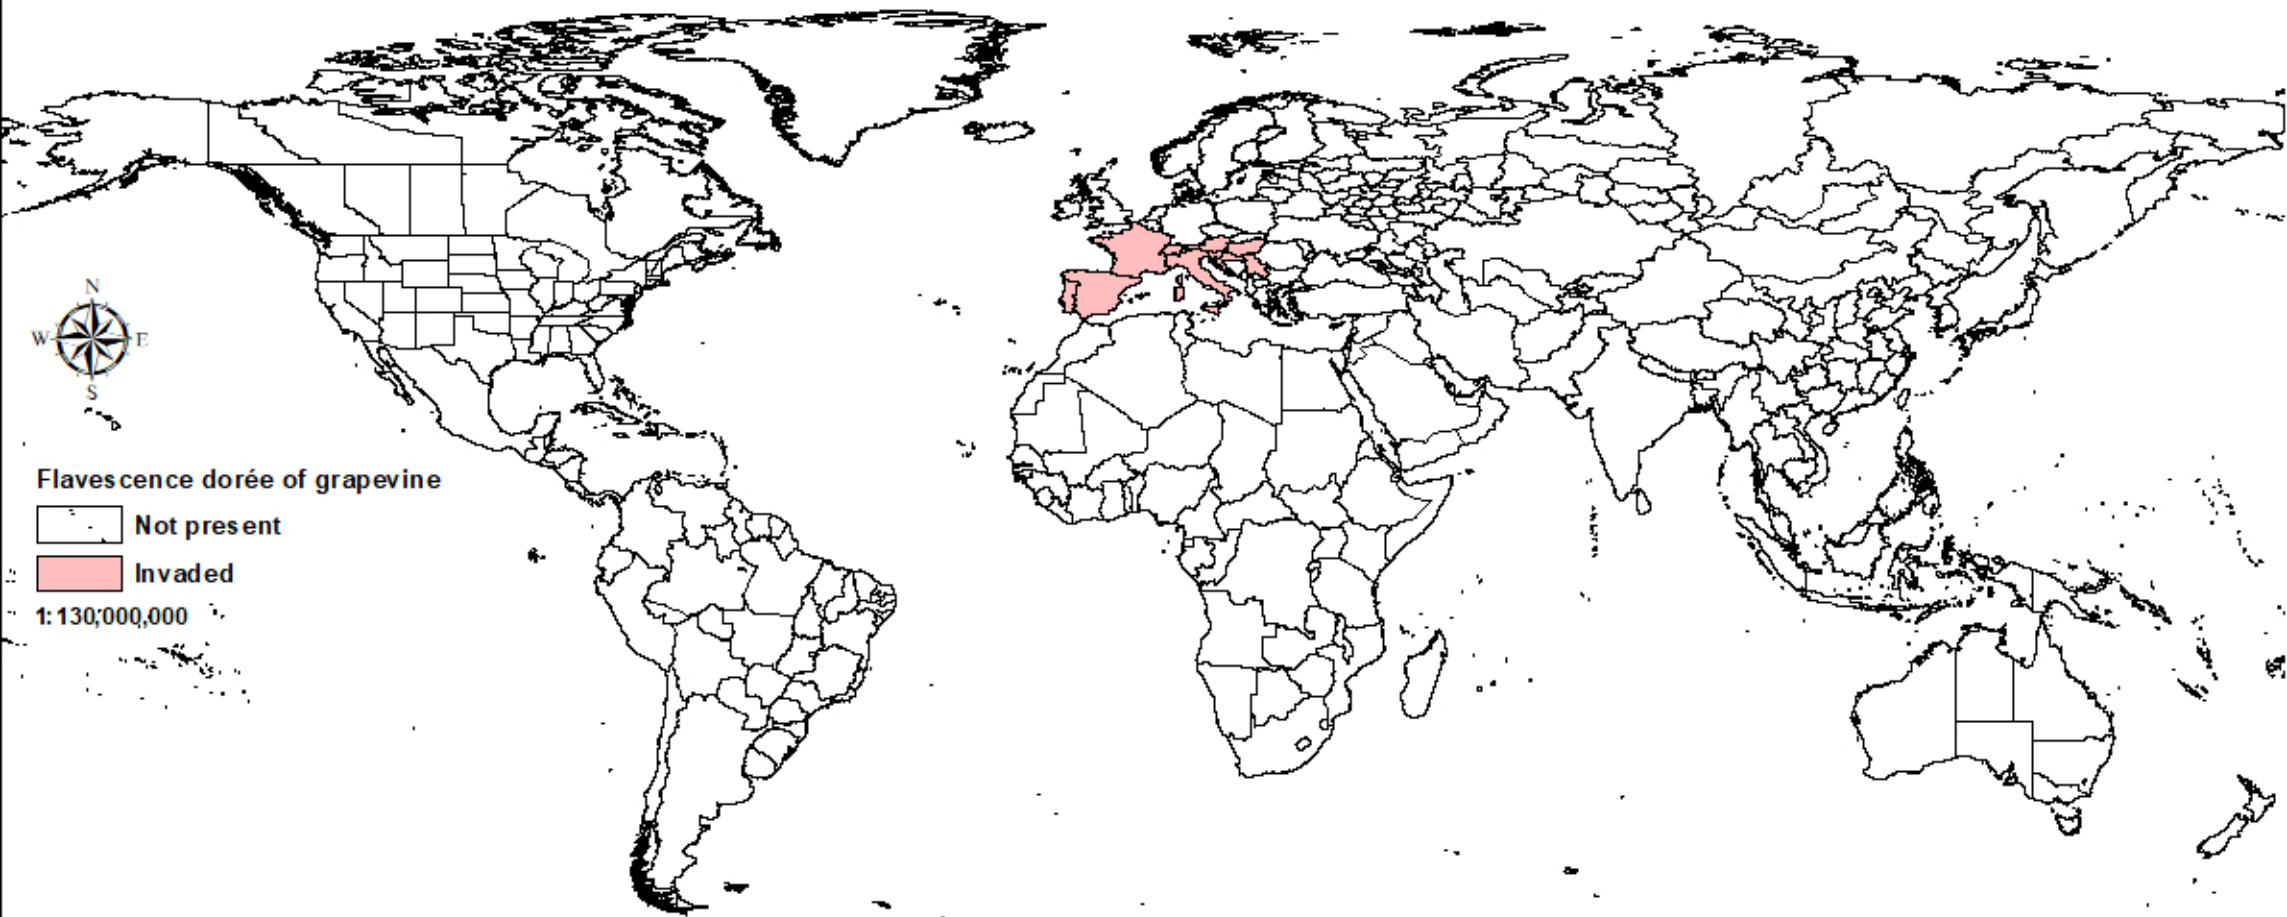 N
W E
S
Flavescence dorée of grapevine
Not present
Invaded
1:130,000,000